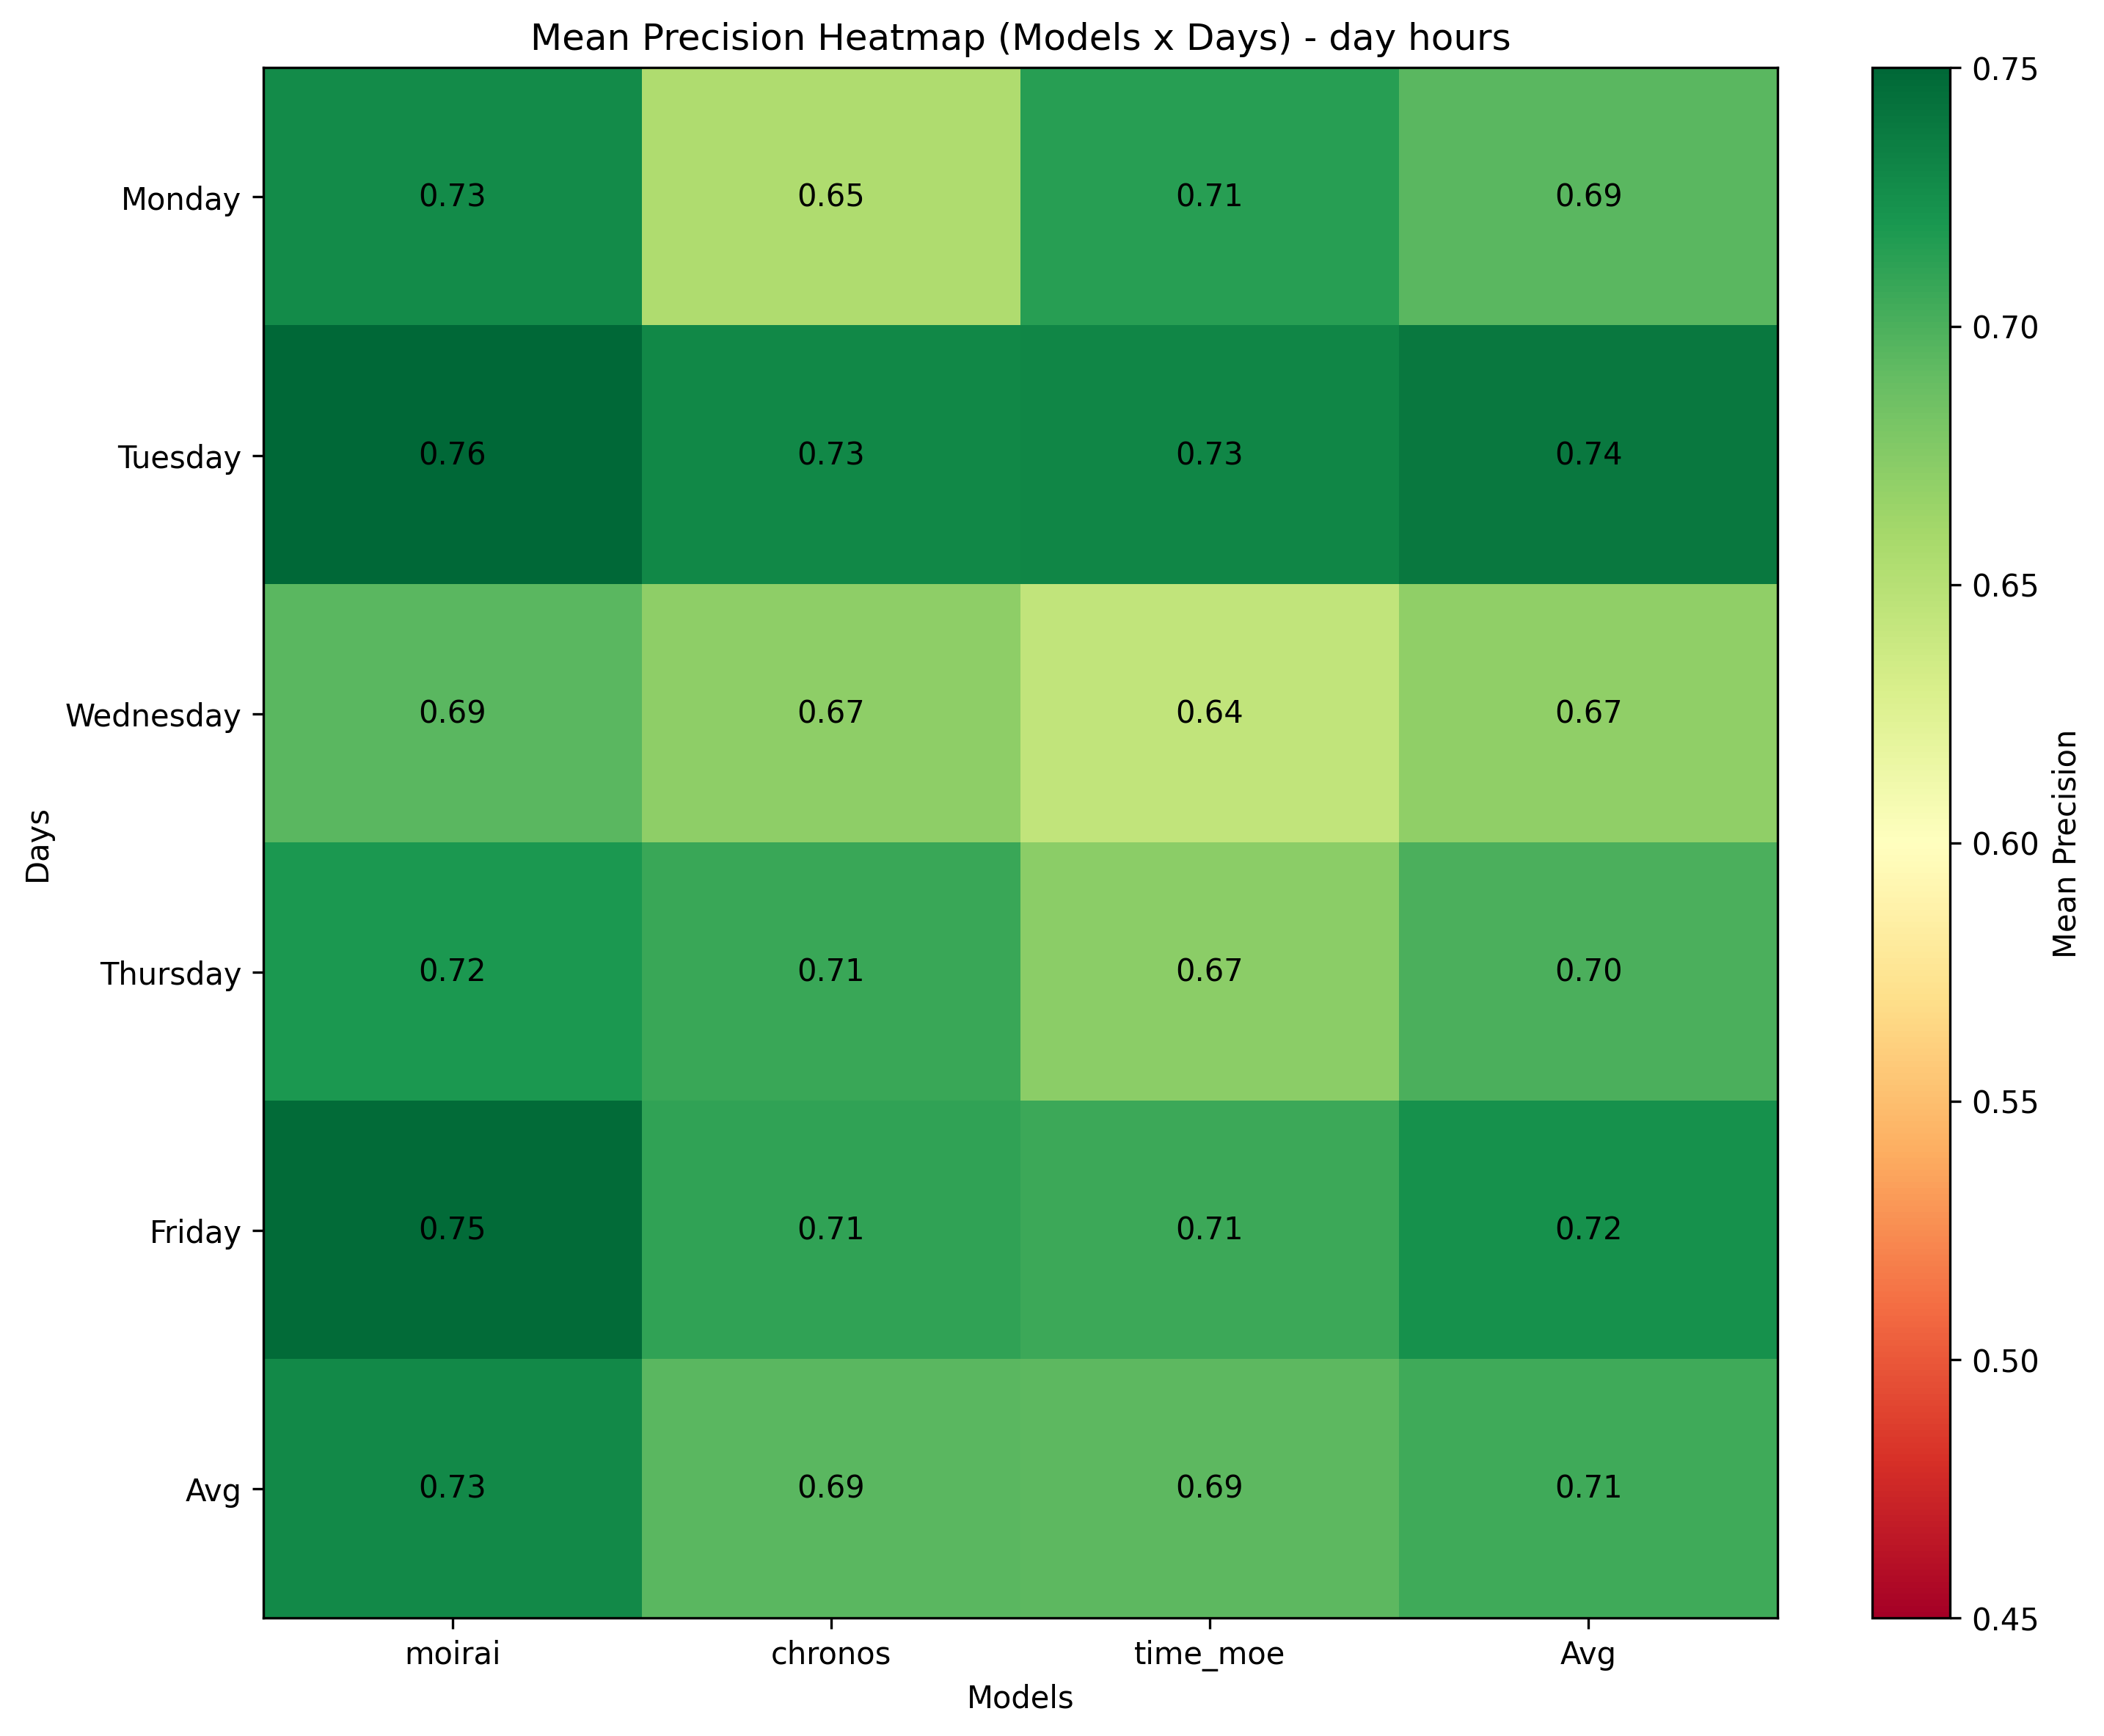 Mean Precision Heatmap (Models x Days) - day hours
Days
Monday 0.73 0.65 0.71 0.69
Tuesday 0.76 0.73 0.73 0.74
Wednesday 0.69 0.67 0.64 0.67
Thursday 0.72 0.71 0.67 0.70
Friday 0.75 0.71 0.71 0.72
Avg 0.73 0.69 0.69 0.71
moirai chronos time_moe Avg
Models
0.75
0.70
0.65
0.60
0.55
0.50
0.45
Mean Precision